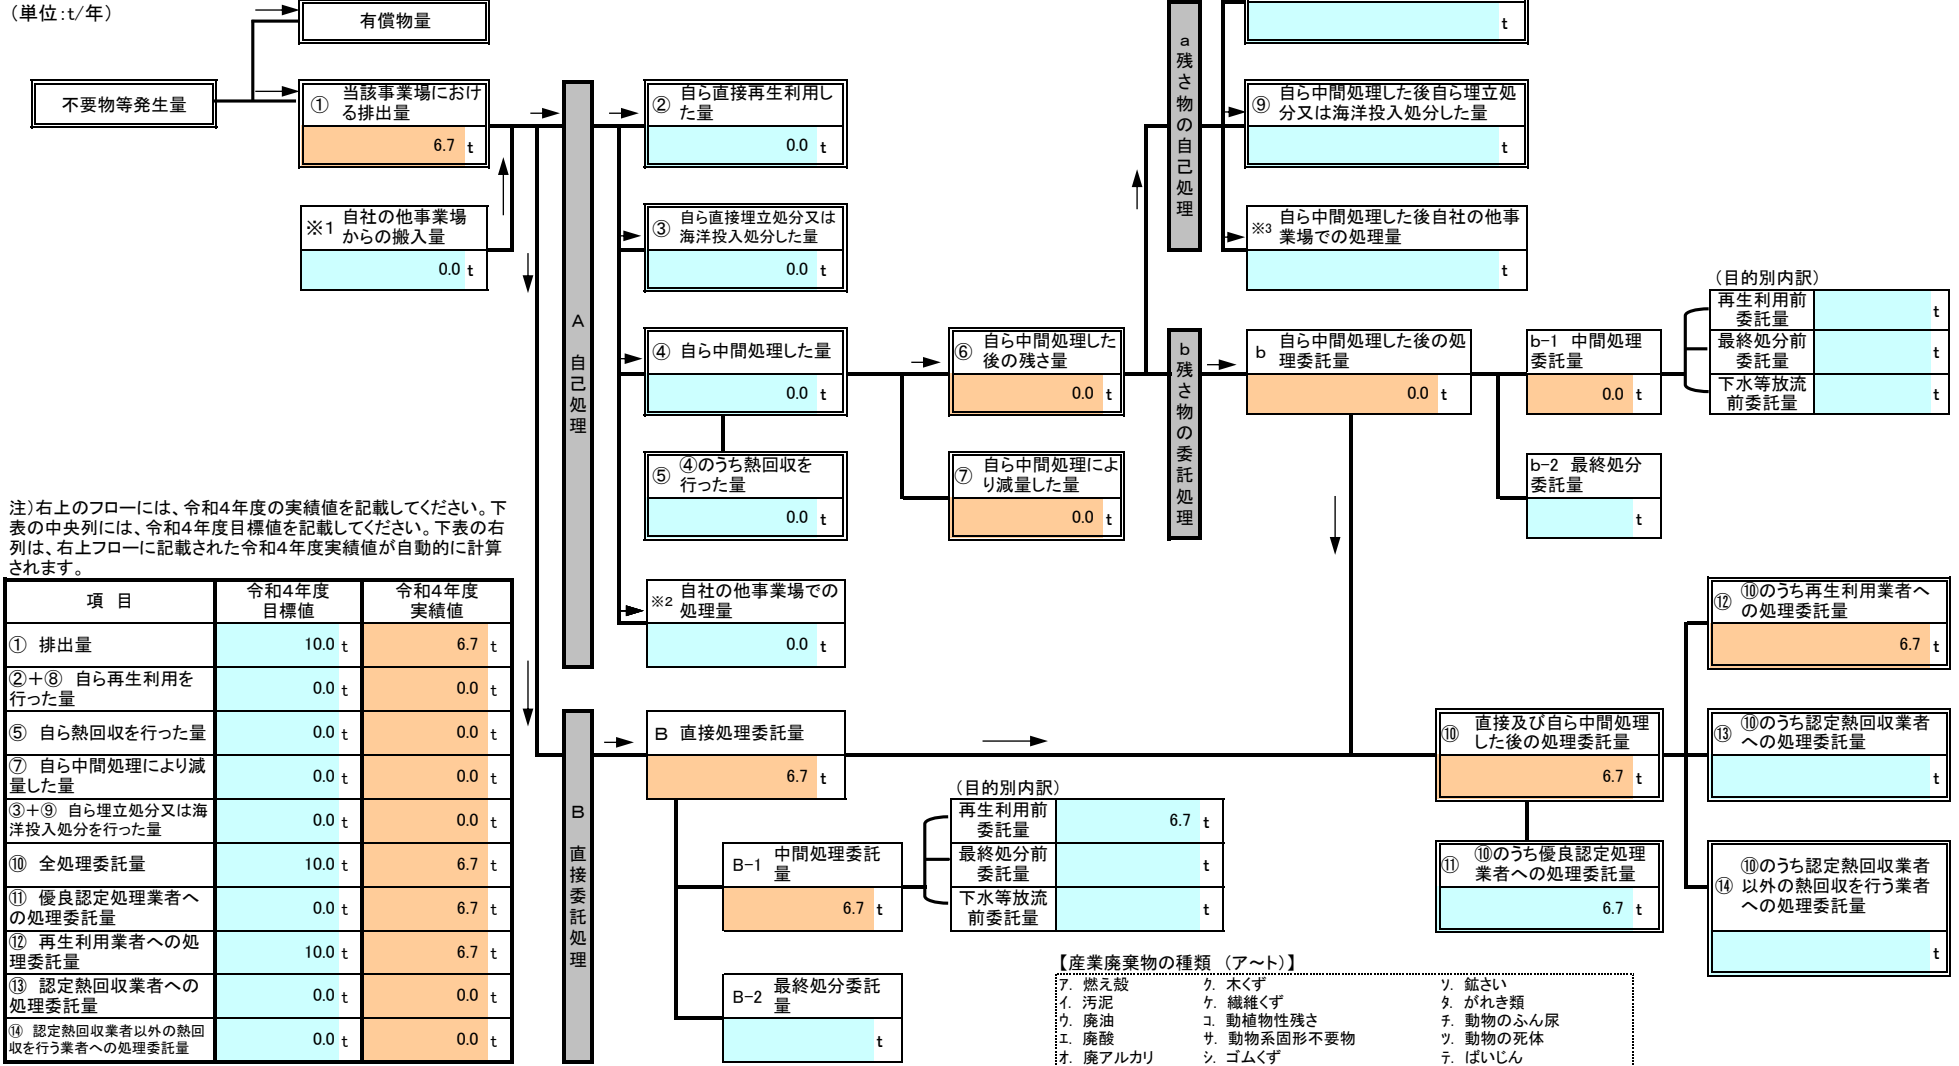 （単位：t/年）
有償物量
不要物等発生量
① 当該事業場におけ
る排出量
6.7 t
※1 自社の他事業場
からの搬入量
0.0 t
A 自己処理
② 自ら直接再生利用し
た量
0.0 t
③ 自ら直接埋立処分又は
海洋投入処分した量
0.0 t
④ 自ら中間処理した量
0.0 t
⑤ ④のうち熱回収を
行った量
0.0 t
※2 自社の他事業場での
処理量
0.0 t
⑥ 自ら中間処理した
後の残さ量
0.0 t
⑦ 自ら中間処理によ
り減量した量
0.0 t
a 残さ物の自己処理
t
⑨ 自ら中間処理した後自ら埋立処
分又は海洋投入処分した量
t
※3 自ら中間処理した後自社の他事
業場での処理量
t
b 残さ物の委託処理
b 自ら中間処理した後の処
理委託量
0.0 t
b-1 中間処理
委託量
0.0 t
b-2 最終処分
委託量
t
（目的別内訳）
再生利用前
委託量
t
最終処分前
委託量
t
下水等放流
前委託量
t
注）右上のフローには、令和4年度の実績値を記載してください。下
表の中央列には、令和4年度目標値を記載してください。下表の右
列は、右上フローに記載された令和4年度実績値が自動的に計算
されます。
項 目 令和4年度
目標値 令和4年度
実績値
① 排出量 10.0 t 6.7 t
②＋⑧ 自ら再生利用を
行った量 0.0 t 0.0 t
⑤ 自ら熱回収を行った量 0.0 t 0.0 t
⑦ 自ら中間処理により減
量した量 0.0 t 0.0 t
③＋⑨ 自ら埋立処分又は海
洋投入処分を行った量 0.0 t 0.0 t
⑩ 全処理委託量 10.0 t 6.7 t
⑪ 優良認定処理業者へ
の処理委託量 0.0 t 6.7 t
⑫ 再生利用業者への処
理委託量 10.0 t 6.7 t
⑬ 認定熱回収業者への
処理委託量 0.0 t 0.0 t
⑭ 認定熱回収業者以外の熱回
収を行う業者への処理委託量 0.0 t 0.0 t
B 直接委託処理
B 直接処理委託量
6.7 t
B-1 中間処理委託
量
6.7 t
B-2 最終処分委託
量
t
（目的別内訳）
再生利用前
委託量
6.7 t
最終処分前
委託量
t
下水等放流
前委託量
t
⑩ 直接及び自ら中間処理
した後の処理委託量
6.7 t
⑪ ⑩のうち優良認定処理
業者への処理委託量
6.7 t
⑫ ⑩のうち再生利用業者へ
の処理委託量
6.7 t
⑬ ⑩のうち認定熱回収業者
への処理委託量
t
⑭ ⑩のうち認定熱回収業者
以外の熱回収を行う業者
への処理委託量
t
【産業廃棄物の種類 （ア～ト）】
ア. 燃え殻 ク. 木くず ソ. 鉱さい
イ. 汚泥 ケ. 繊維くず タ. がれき類
ウ. 廃油 コ. 動植物性残さ チ. 動物のふん尿
エ. 廃酸 サ. 動物系固形不要物 ツ. 動物の死体
オ. 廃アルカリ シ. ゴムくず テ. ばいじん